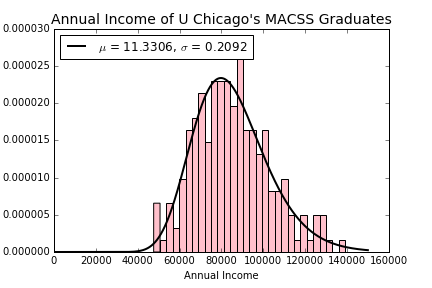 Annual Income of U Chicago's MACSS Graduates
0.000030
μ = 11.3306, σ = 0.2092
0.000025
0.000020
0.000015
0.000010
0.000005
0.000000
0 20000 40000 60000 80000 100000 120000 140000 160000
Annual Income